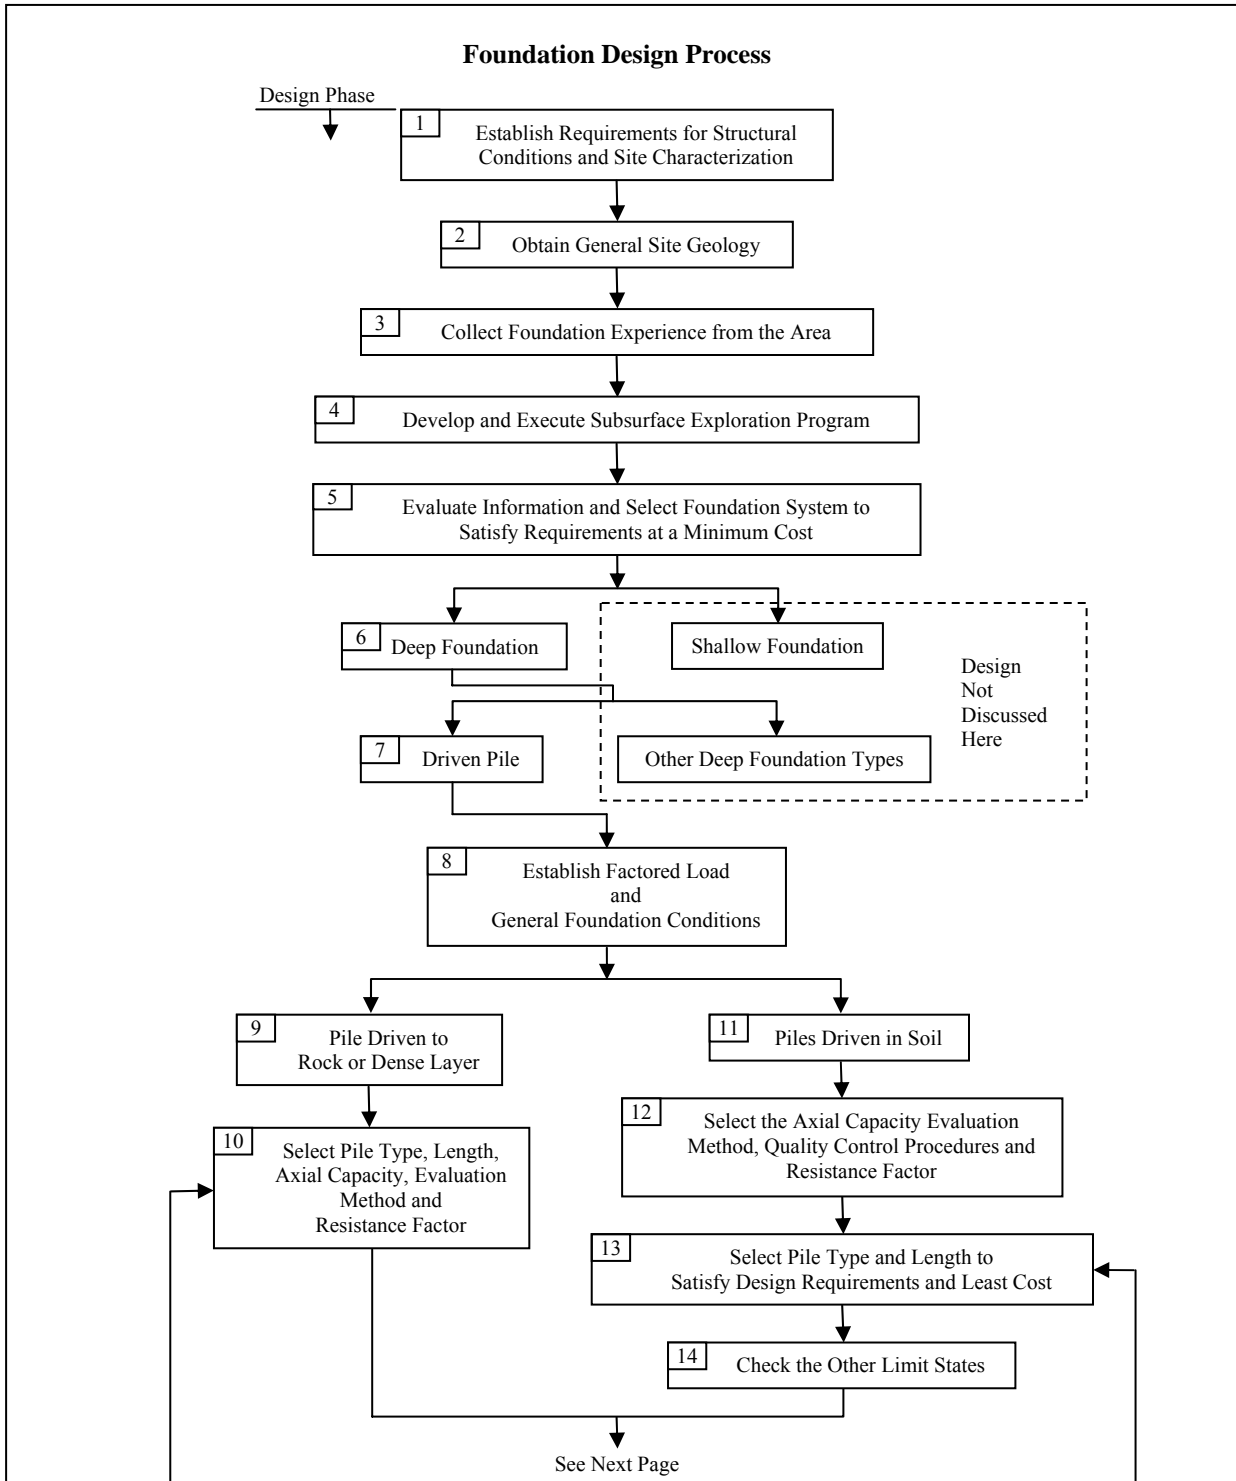 Foundation Design Process
Design Phase
1
Establish Requirements for Structural
Conditions and Site Characterization
2
Obtain General Site Geology
3
Collect Foundation Experience from the Area
4
Develop and Execute Subsurface Exploration Program
5
Evaluate Information and Select Foundation System to
Satisfy Requirements at a Minimum Cost
6
Deep Foundation
Shallow Foundation
Design
Not
Discussed
Here
7
Driven Pile
Other Deep Foundation Types
8
Establish Factored Load
and
General Foundation Conditions
9
Pile Driven to
Rock or Dense Layer
11
Piles Driven in Soil
10
Select Pile Type, Length,
Axial Capacity, Evaluation
Method and
Resistance Factor
12
Select the Axial Capacity Evaluation
Method, Quality Control Procedures and
Resistance Factor
13
Select Pile Type and Length to
Satisfy Design Requirements and Least Cost
14
Check the Other Limit States
See Next Page